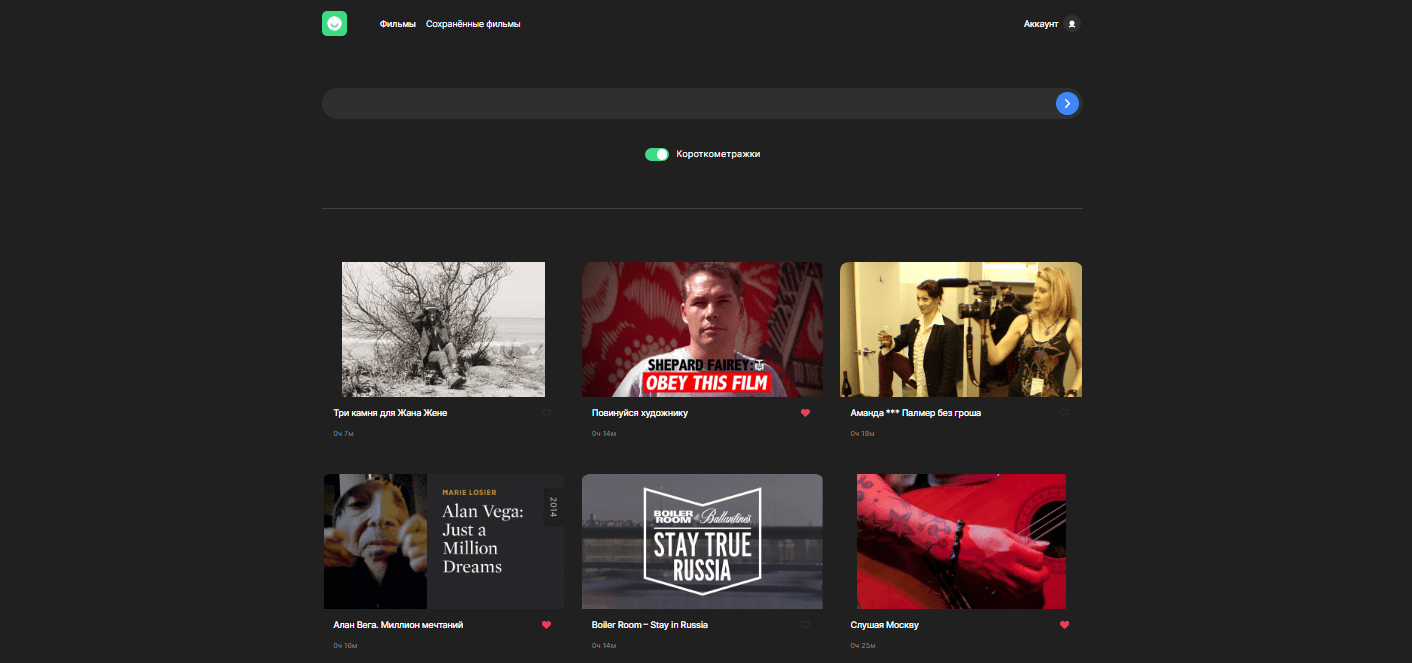 Фильмы Сохранённые фильмы Аккаунт
Короткометражки
SHEPARD FAIREY:
OBEY THIS FILM
Три камня для Жана Жене
0ч 7м
Повинуйся художнику
0ч 14м
Аманда *** Палмер без гроша
0ч 18м
MARIE LOSIER
Alan Vega:
Just a
Million
Dreams
2014
BOILER ROOM & Ballantine's
STAY TRUE
RUSSIA
Алан Вега. Миллион мечтаний
0ч 16м
Boiler Room – Stay in Russia
0ч 14м
Слушая Москву
0ч 25м